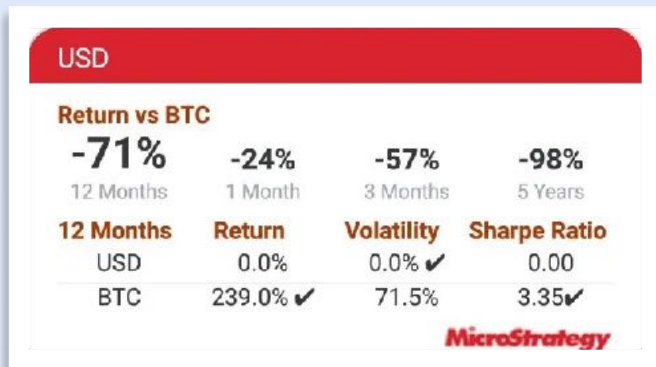 USD
Return vs BTC
-71% -24% -57% -98%
12 Months 1 Month 3 Months 5 Years
12 Months Return Volatility Sharpe Ratio
USD 0.0% 0.0% ✔ 0.00
BTC 239.0% ✔ 71.5% 3.35✔
MicroStrategy